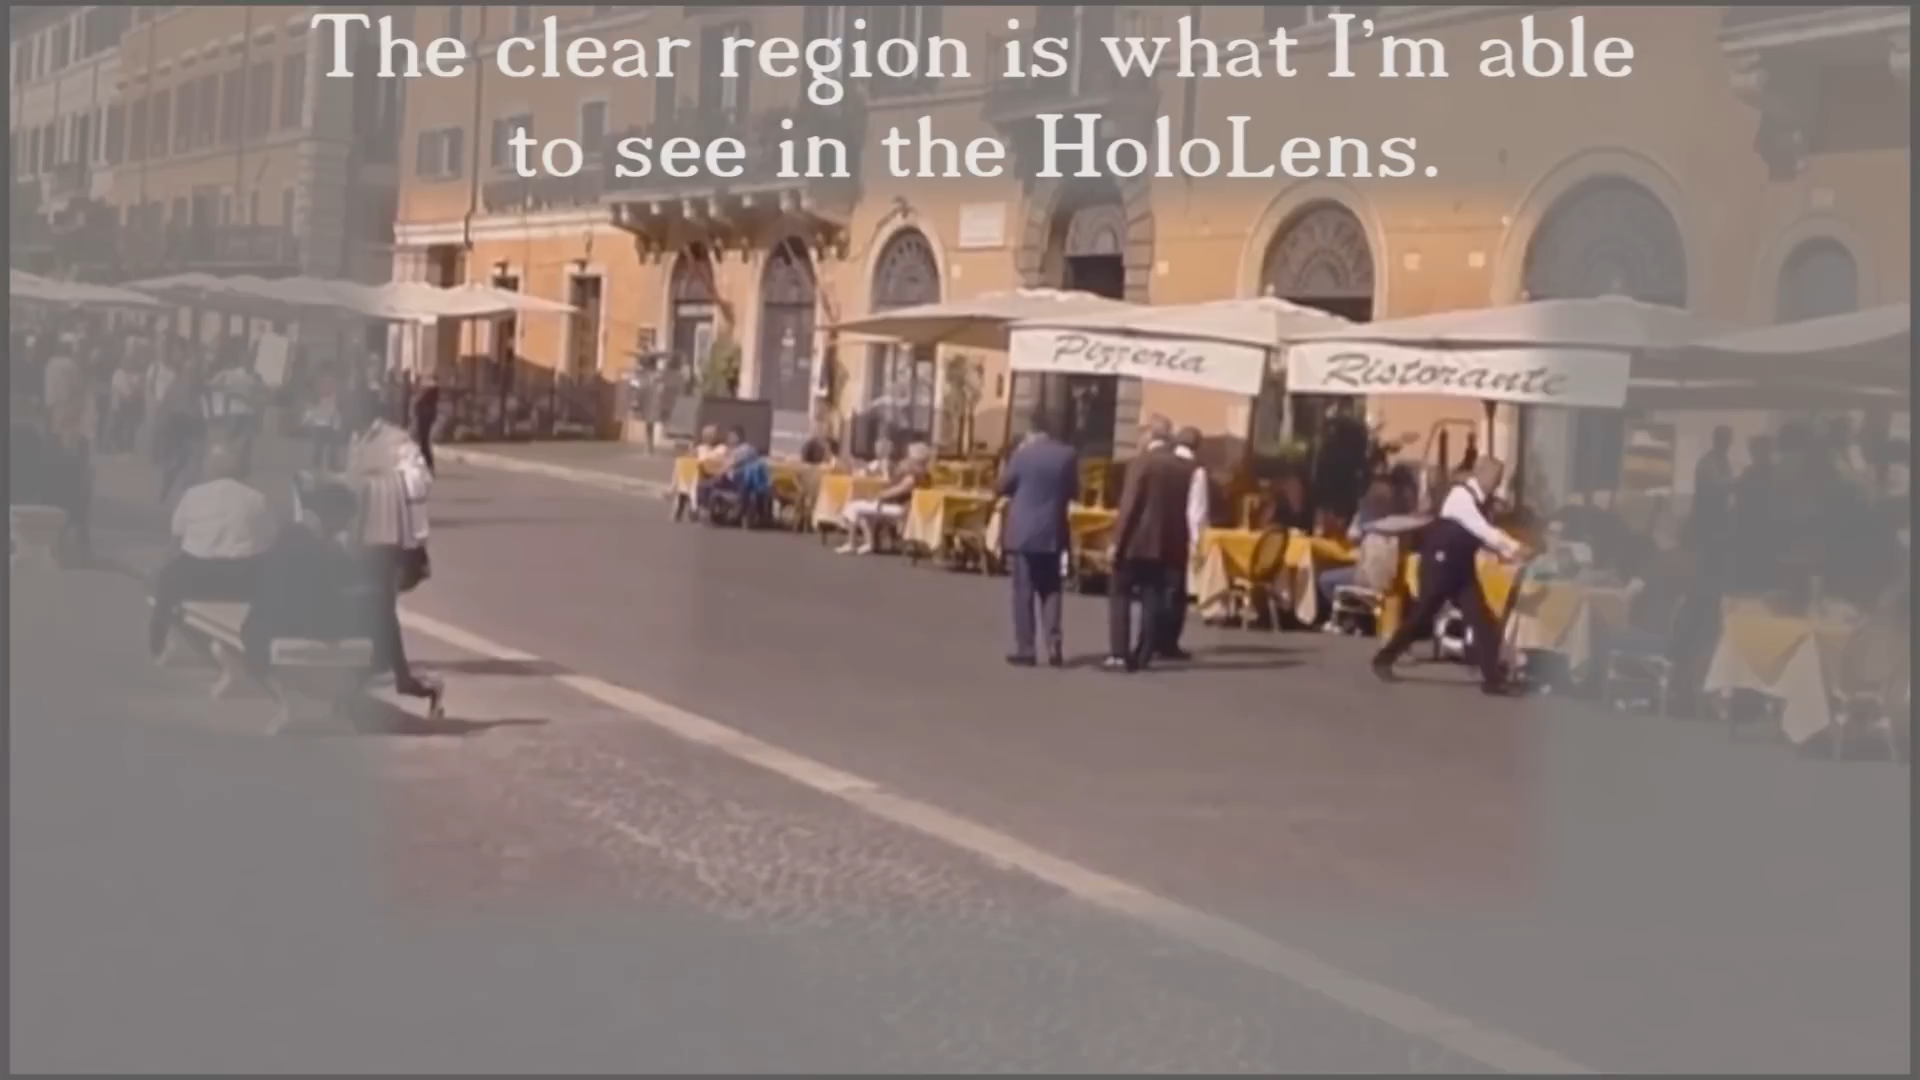 The clear region is what I'm able
to see in the HoloLens.
Pizzeria
Ristorante